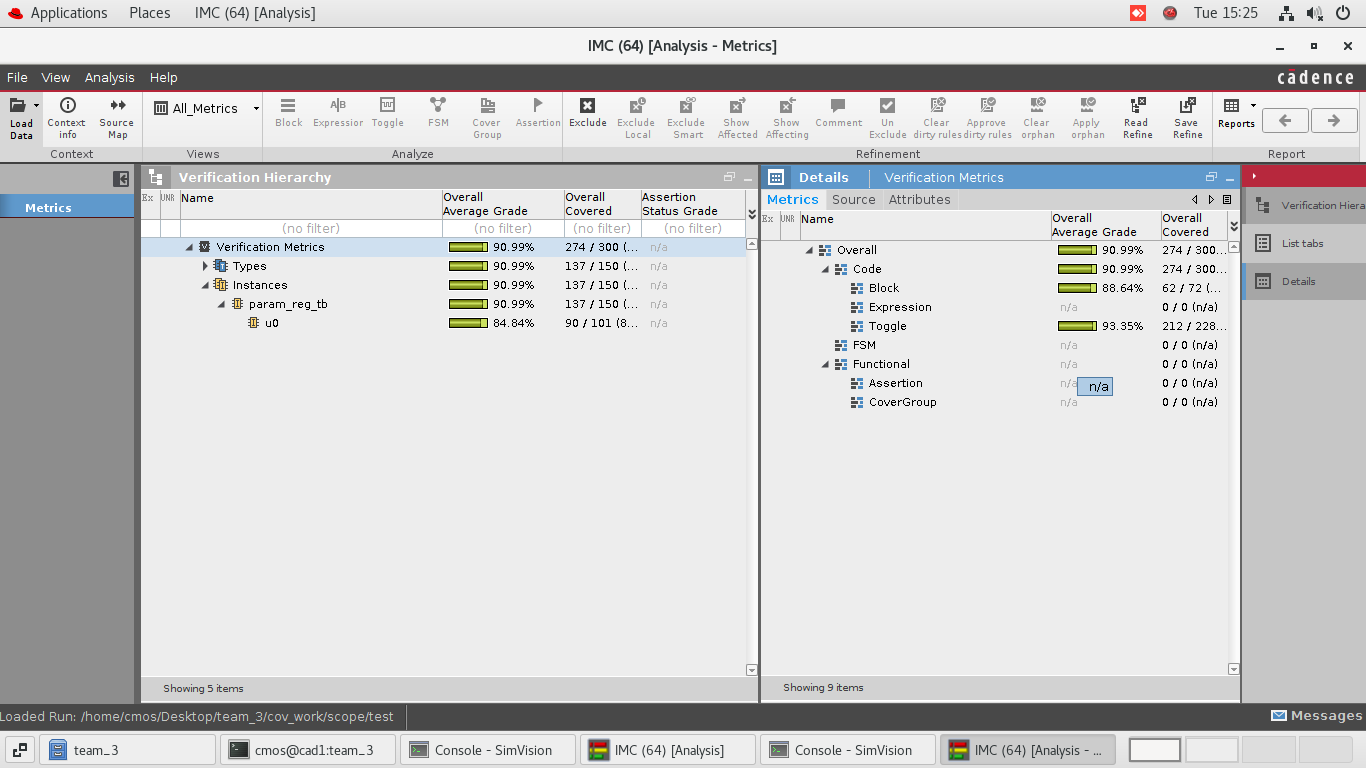 Applications Places IMC (64) [Analysis] Tue 15:25
IMC (64) [Analysis - Metrics]
File View Analysis Help cādence
Load Data Context info Source Map All_Metrics Block Expression Toggle FSM Cover Group Assertion Exclude Exclude Local Exclude Smart Show Affected Show Affecting Comment Un Exclude Clear dirty rules Approve dirty rules Clear orphan Apply orphan Read Refine Save Refine Reports
Context Views Analyze Refinement Report
Metrics
Verification Hierarchy
Ex UNR Name Overall Average Grade Overall Covered Assertion Status Grade
(no filter) (no filter) (no filter) (no filter)
Verification Metrics 90.99% 274 / 300 (... n/a
Types 90.99% 137 / 150 (... n/a
Instances 90.99% 137 / 150 (... n/a
param_reg_tb 90.99% 137 / 150 (... n/a
u0 84.84% 90 / 101 (8... n/a
Showing 5 items
Details Verification Metrics
Metrics Source Attributes
Ex UNR Name Overall Average Grade Overall Covered
Overall 90.99% 274 / 300...
Code 90.99% 274 / 300...
Block 88.64% 62 / 72 (...
Expression n/a 0 / 0 (n/a)
Toggle 93.35% 212 / 228...
FSM n/a 0 / 0 (n/a)
Functional n/a 0 / 0 (n/a)
Assertion n/a n/a 0 / 0 (n/a)
CoverGroup n/a 0 / 0 (n/a)
Showing 9 items
Verification Hiera
List tabs
Details
Loaded Run: /home/cmos/Desktop/team_3/cov_work/scope/test Messages
team_3 cmos@cad1:team_3 Console - SimVision IMC (64) [Analysis] Console - SimVision IMC (64) [Analysis - ...